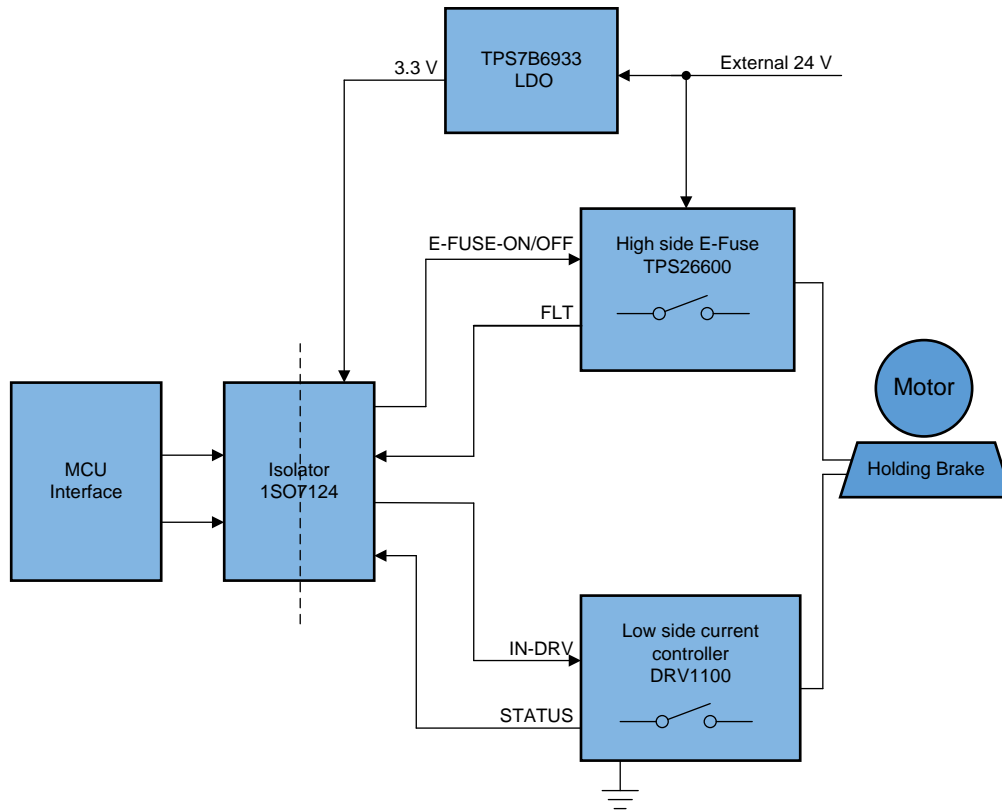 TPS7B6933
LDO
3.3 V
External 24 V
E-FUSE-ON/OFF
High side E-Fuse
TPS26600
FLT
Motor
Holding Brake
MCU
Interface
Isolator
1SO7124
IN-DRV
Low side current
controller
DRV1100
STATUS